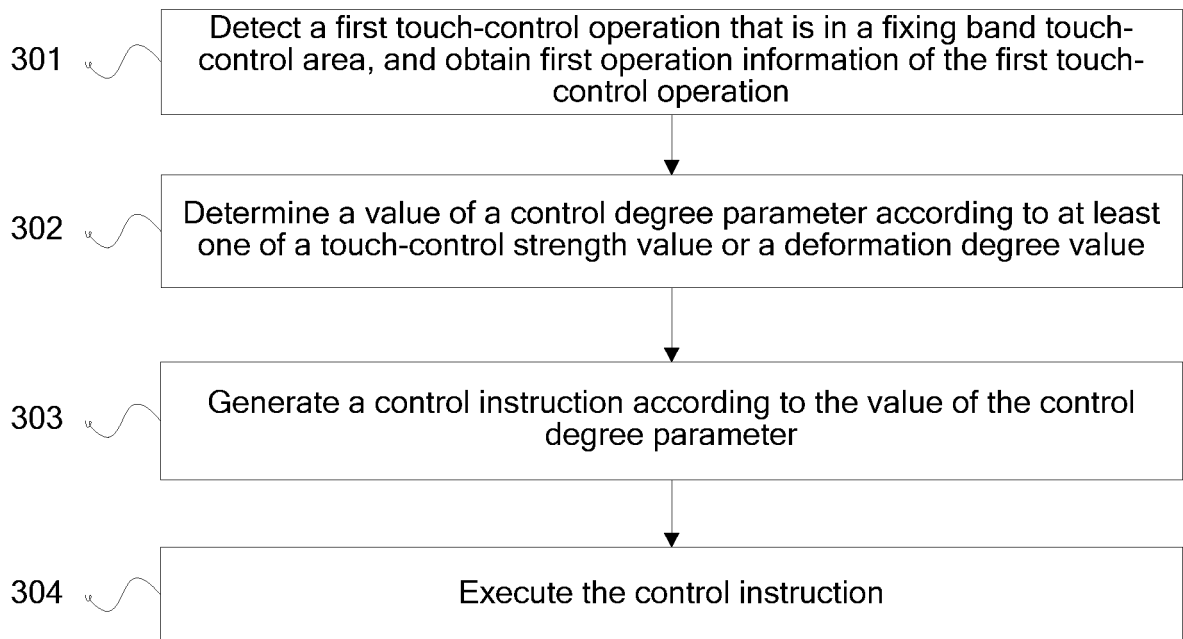 301
Detect a first touch-control operation that is in a fixing band touch-
control area, and obtain first operation information of the first touch-
control operation
302
Determine a value of a control degree parameter according to at least
one of a touch-control strength value or a deformation degree value
303
Generate a control instruction according to the value of the control
degree parameter
304
Execute the control instruction